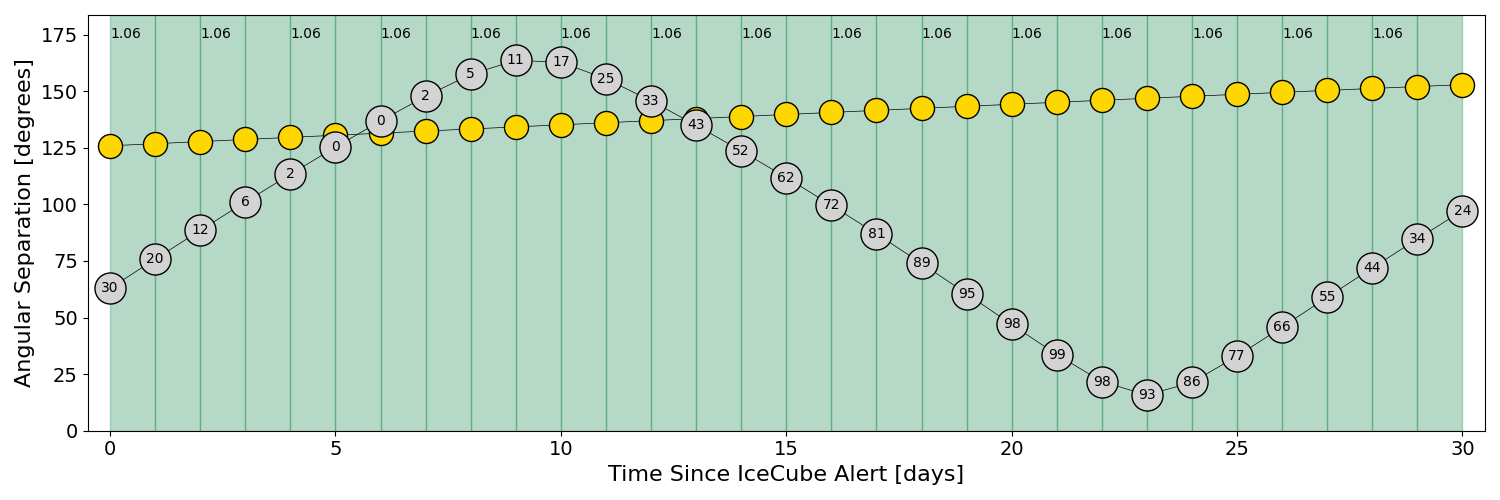 1.06 1.06 1.06 1.06 1.06 1.06 1.06 1.06 1.06 1.06 1.06 1.06 1.06 1.06 1.06
175
150
125
100
75
50
25
0
Angular Separation [degrees]
30 20 12 6 2 0 0 2 5 11 17 25 33 43 52 62 72 81 89 95 98 99 98 93 86 77 66 55 44 34 24
0 5 10 15 20 25 30
Time Since IceCube Alert [days]